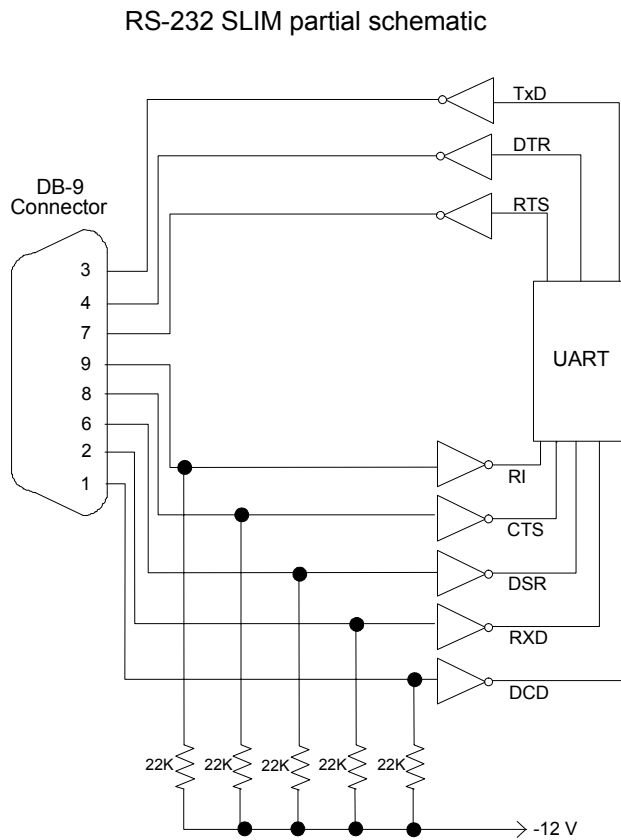 RS-232 SLIM partial schematic
TxD
DTR
DB-9
Connector
RTS
3
4
7
9
8
6
2
1
UART
RI
CTS
DSR
RXD
DCD
22K
22K
22K
22K
22K
-12 V